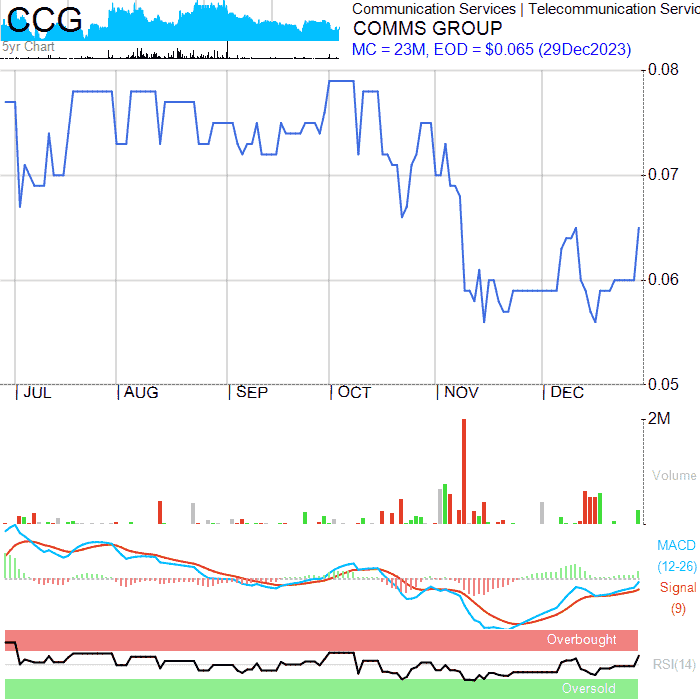 CCG
5yr Chart
Communication Services | Telecommunication Servic
COMMS GROUP
MC = 23M, EOD = $0.065 (29Dec2023)
0.08
0.07
0.06
0.05
JUL AUG SEP OCT NOV DEC
2M
Volume
MACD
(12-26)
Signal
(9)
Overbought
RSI(14)
Oversold